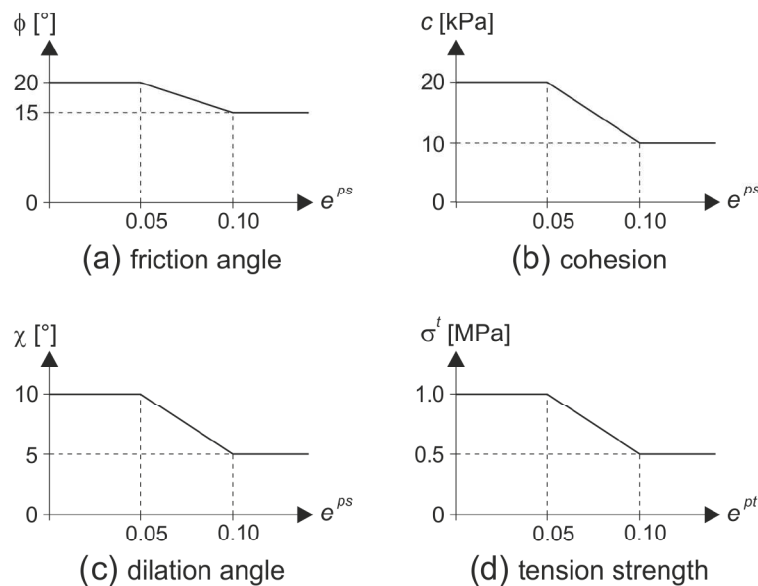 ϕ [°]
20
15
0
0.05
0.10
e^{ps}
(a) friction angle
c [kPa]
20
10
0
0.05
0.10
e^{ps}
(b) cohesion
χ [°]
10
5
0
0.05
0.10
e^{ps}
(c) dilation angle
σ^{t} [MPa]
1.0
0.5
0
0.05
0.10
e^{pt}
(d) tension strength